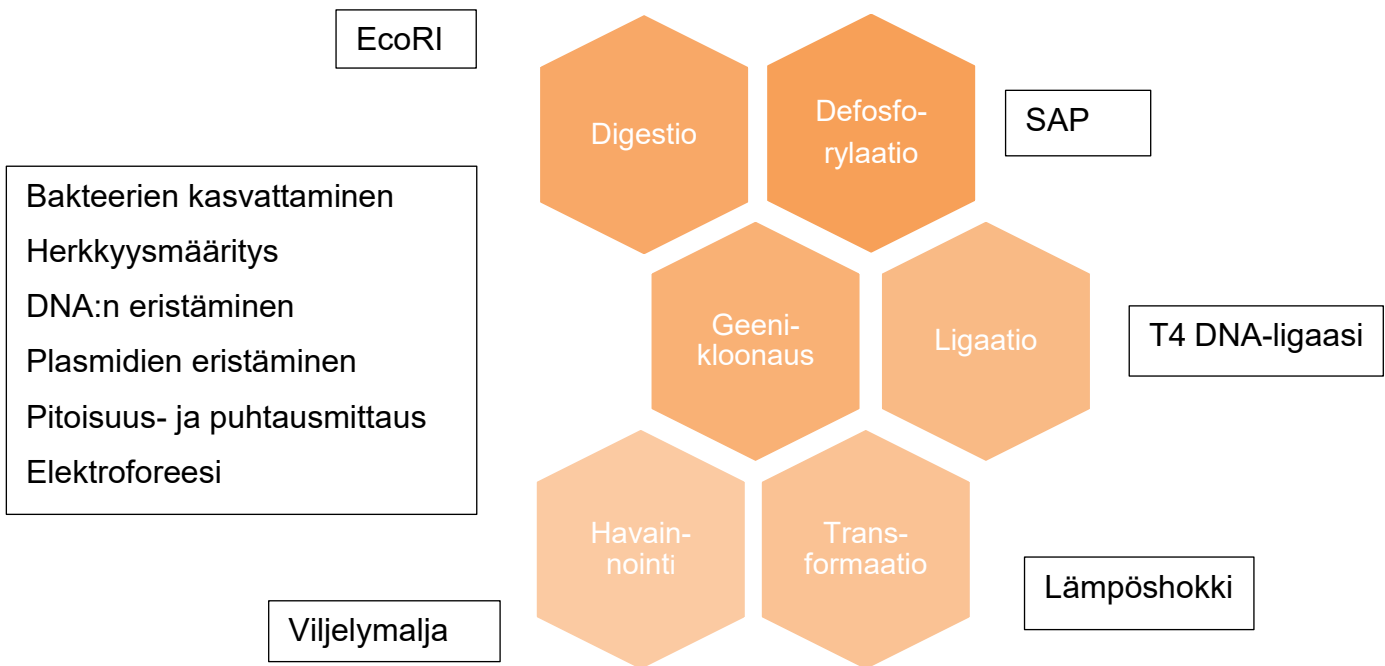 EcoRI
Digestio
Defosfo-
rylaatio
SAP
Bakteerien kasvattaminen
Herkkyysmääritys
DNA:n eristäminen
Plasmidien eristäminen
Pitoisuus- ja puhtausmittaus
Elektroforeesi
Geeni-
kloonaus
Ligaatio
T4 DNA-ligaasi
Havain-
nointi
Trans-
formaatio
Lämpöshokki
Viljelymalja